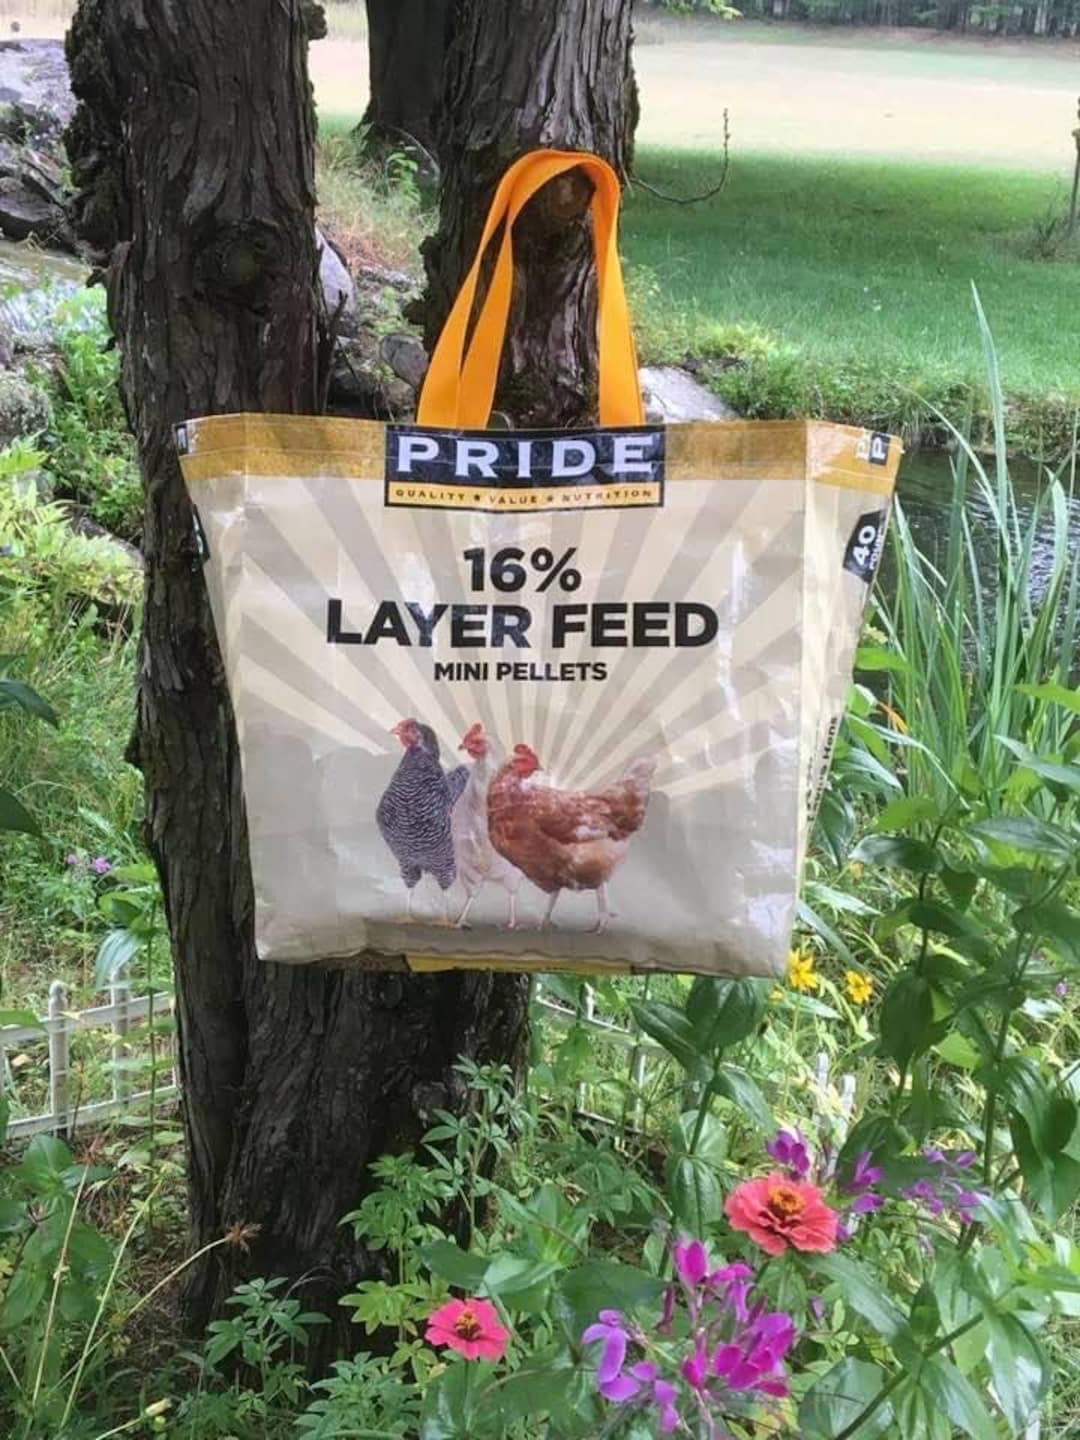 PRIDE
QUALITY ★ VALUE ★ NUTRITION
16%
LAYER FEED
MINI PELLETS
40
P